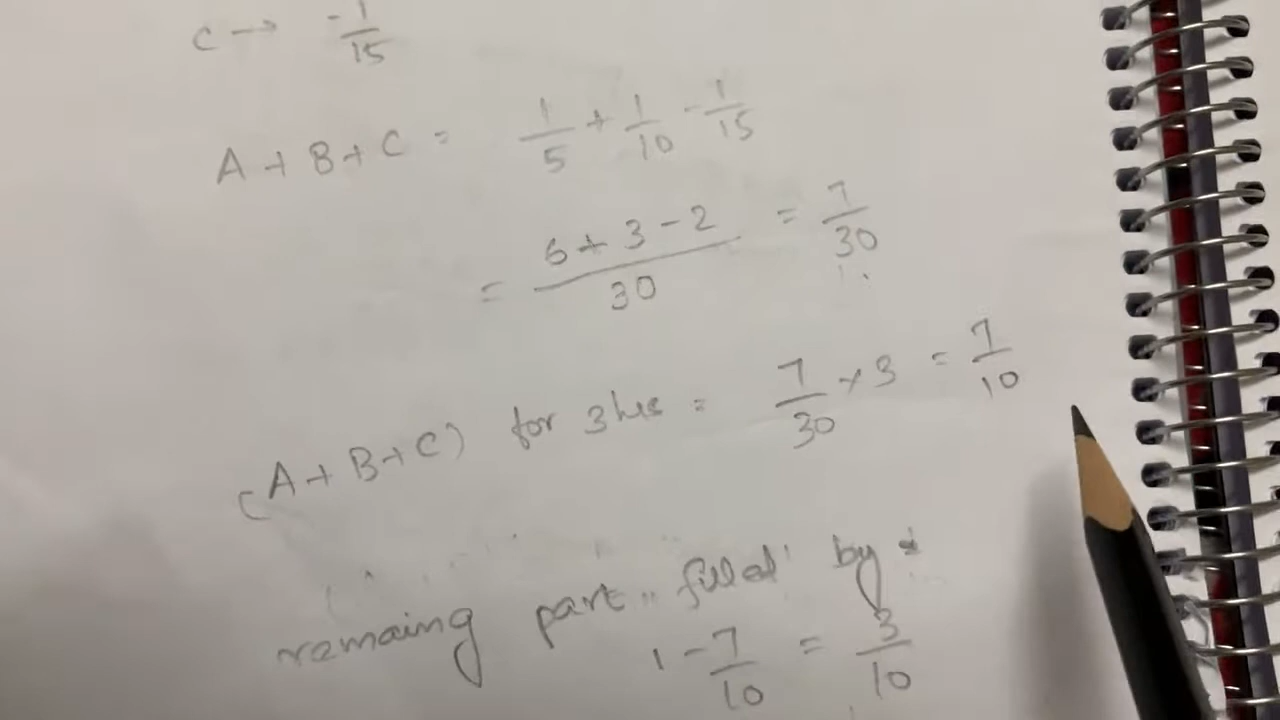 C → -1/15
A + B + C = 1/5 + 1/10 - 1/15
= 6 + 3 - 2 / 30 = 7/30
(A + B + C) for 3 hrs = 7/30 × 3 = 7/10
remaing part filled by
1 - 7/10 = 3/10